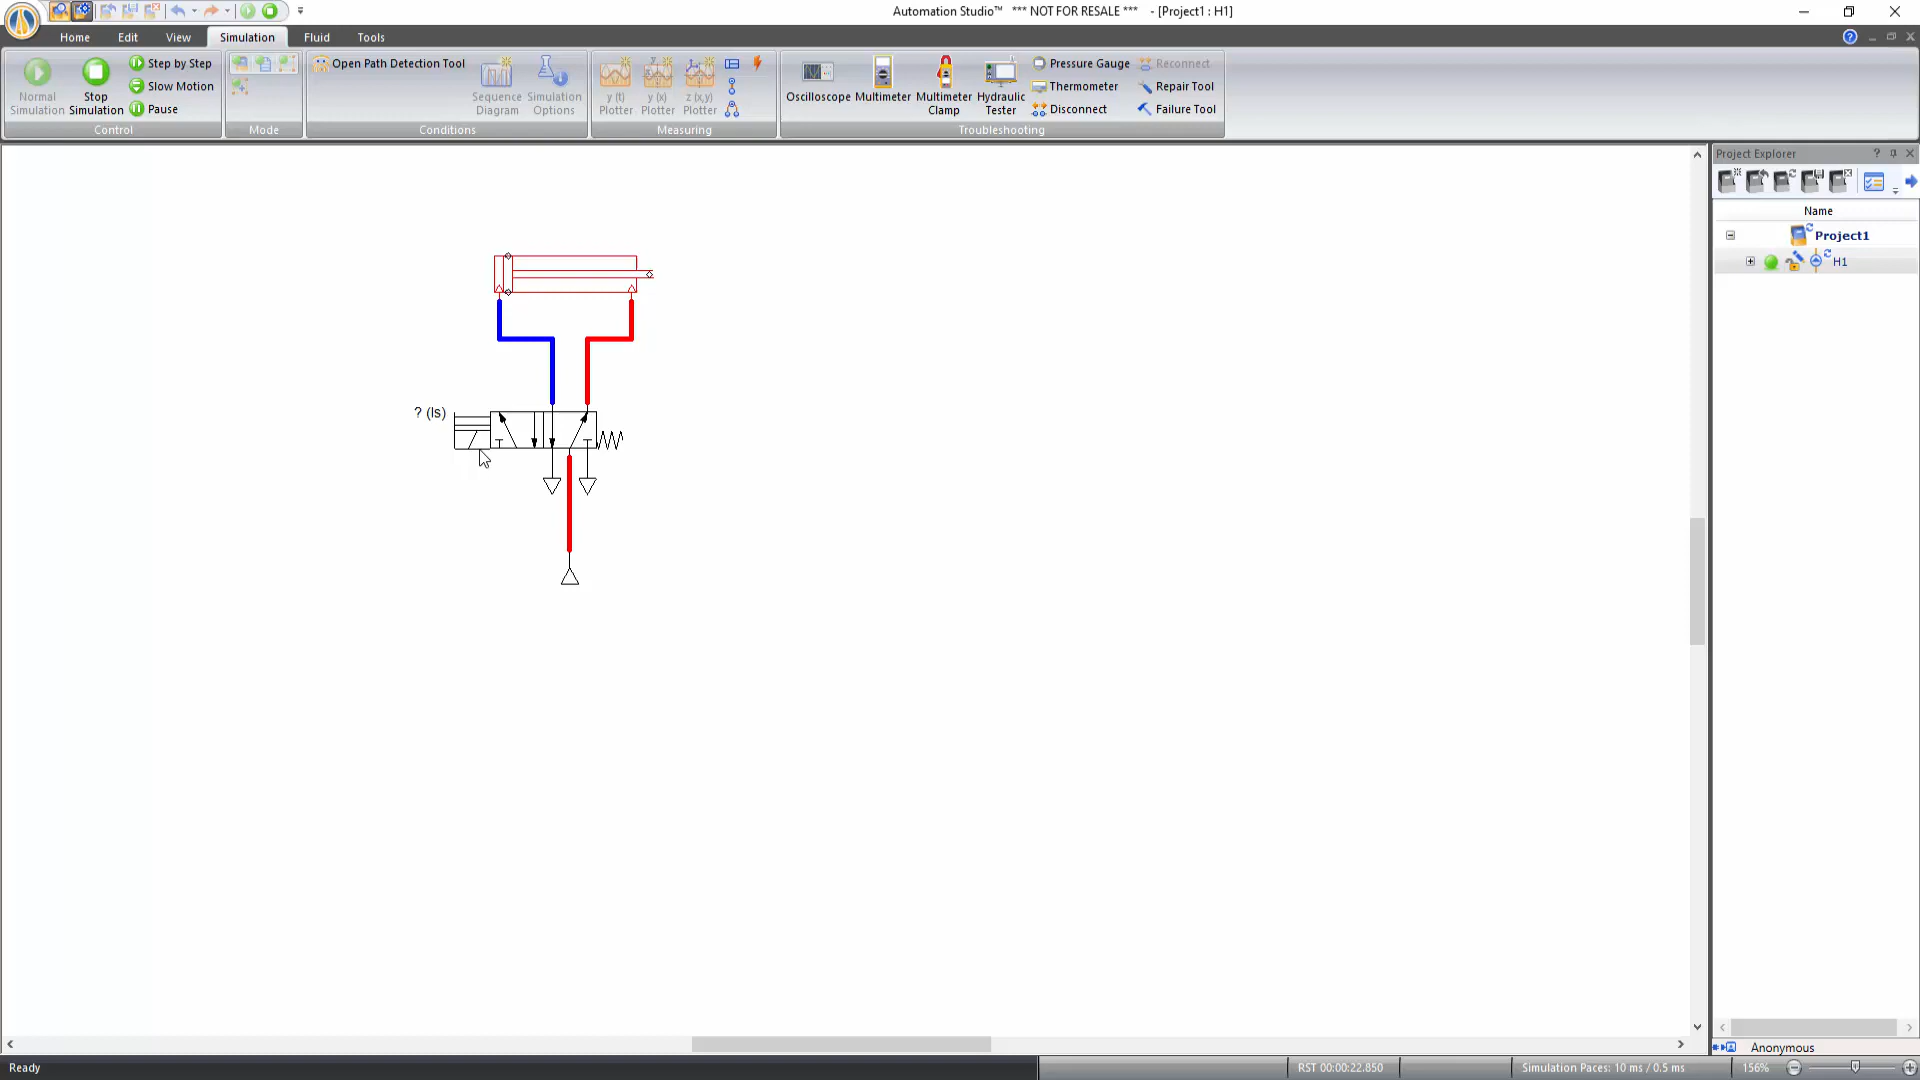 Automation Studio™ *** NOT FOR RESALE *** - [Project1 : H1]
Home Edit View Simulation Fluid Tools
Normal Simulation
Stop Simulation
Step by Step
Slow Motion
Pause
Control
Mode
Open Path Detection Tool
Sequence Diagram
Simulation Options
Conditions
y (t) Plotter
y (x) Plotter
z (x,y) Plotter
Measuring
Oscilloscope
Multimeter
Multimeter Clamp
Hydraulic Tester
Pressure Gauge
Thermometer
Disconnect
Reconnect
Repair Tool
Failure Tool
Troubleshooting
Project Explorer
Name
Project1
H1
? (ls)
Anonymous
Ready
RST 00:00:22.850
Simulation Paces: 10 ms / 0.5 ms
156%